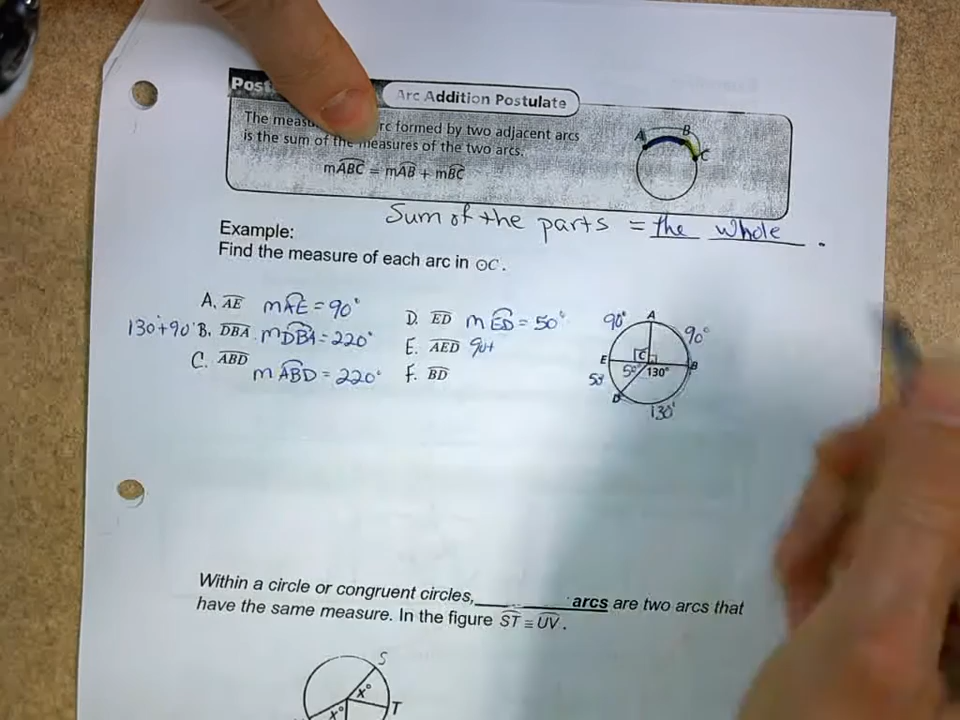 Arc Addition Postulate
formed by two adjacent arcs
is the sum of the measures of the two arcs.
mABC = mAB + mBC
A B C
Sum of the parts = the whole.
Example:
Find the measure of each arc in ⊙C.
A. AE mAE = 90°
130°+90° B. DBA mDBA = 220°
C. ABD mABD = 220°
D. ED mED = 50°
E. AED 90+
F. BD
A
90° 90°
E C B
50° 50° 130°
D
130°
Within a circle or congruent circles, ______ arcs are two arcs that
have the same measure. In the figure ST ≅ UV.
S
x° T
x°